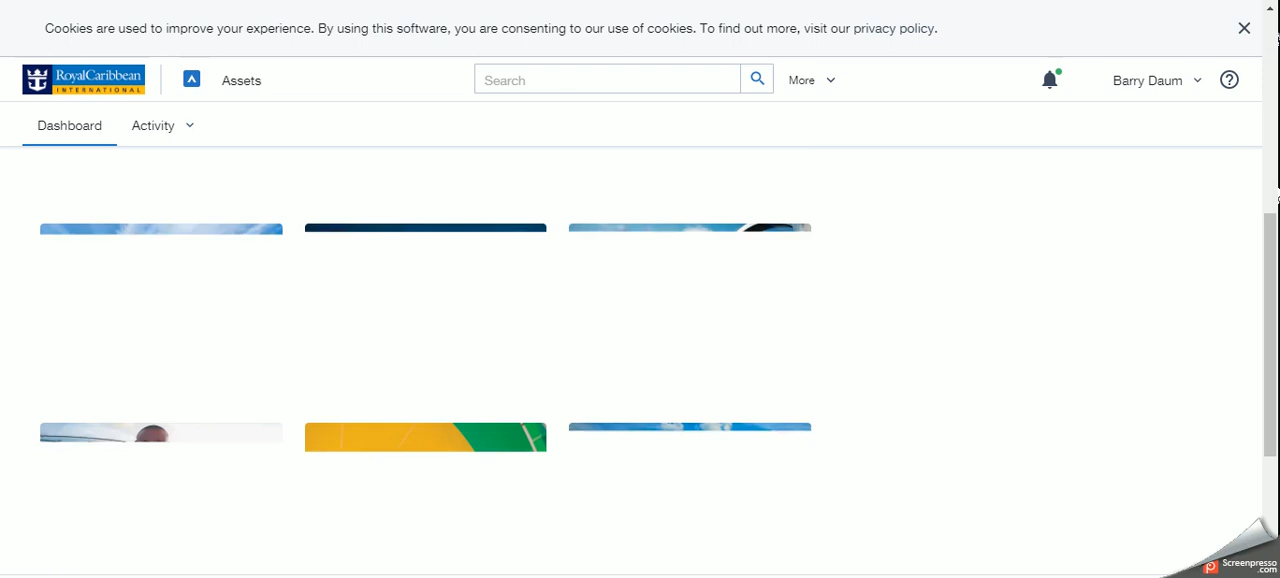 Cookies are used to improve your experience. By using this software, you are consenting to our use of cookies. To find out more, visit our privacy policy.
RoyalCaribbean
INTERNATIONAL
Assets
Search
More
Barry Daum
Dashboard
Activity
Screenpresso
.com